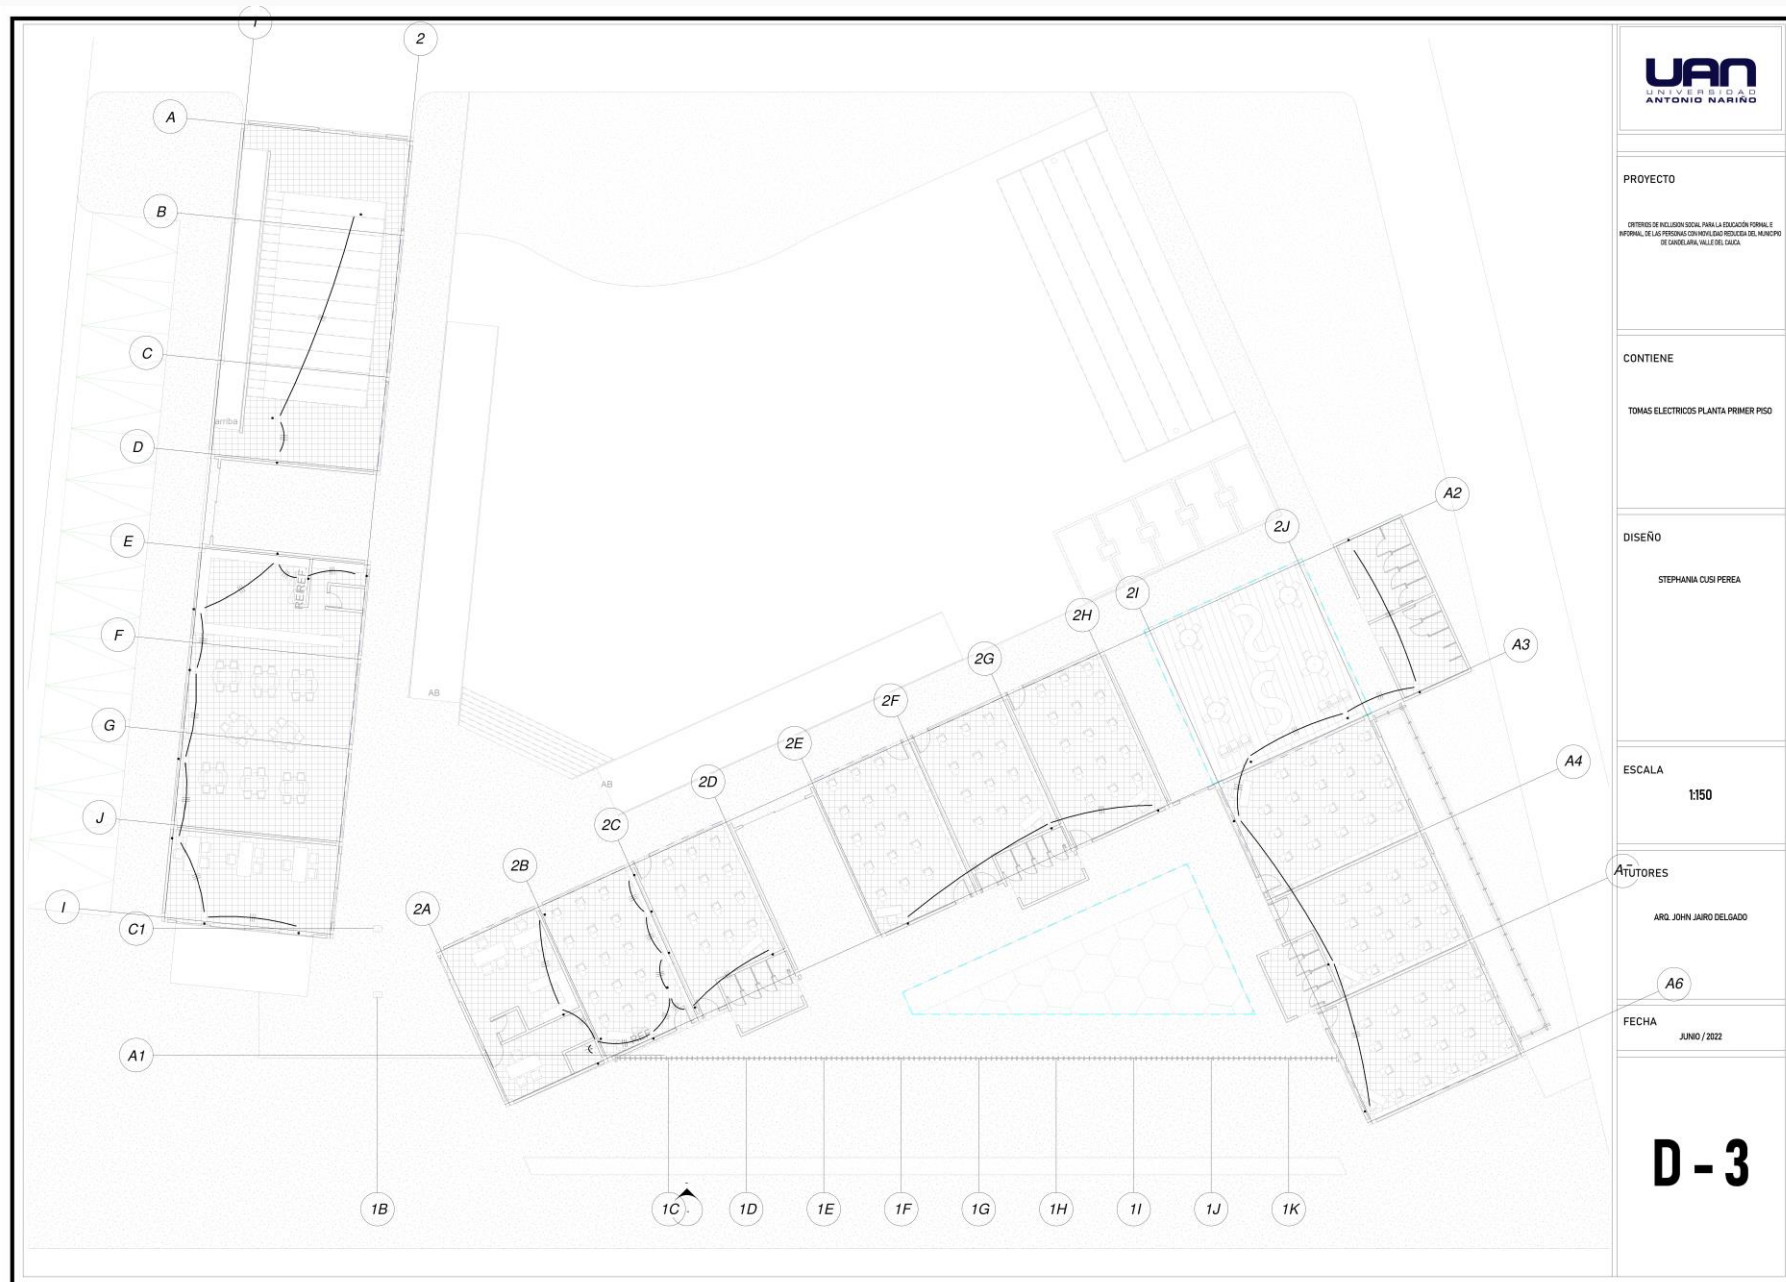 1
2
A
B
C
arriba
D
E
REF
REF
F
G
J
I
C1
A1
1B
AB
AB
2A
2B
2C
2D
2E
2F
2G
2H
2I
2J
A2
A3
A4
A6
1C
1D
1E
1F
1G
1H
1I
1J
1K
UAN
UNIVERSIDAD
ANTONIO NARIÑO
PROYECTO
CRITERIOS DE INCLUSION SOCIAL PARA LA EDUCACIÓN FORMAL E
INFORMAL, DE LAS PERSONAS CON MOVILIDAD REDUCIDA DEL MUNICIPIO
DE CANDELARIA, VALLE DEL CAUCA.
CONTIENE
TOMAS ELECTRICOS PLANTA PRIMER PISO
DISEÑO
STEPHANIA CUSI PEREA
ESCALA
1:150
TUTORES
ARQ. JOHN JAIRO DELGADO
FECHA
JUNIO / 2022
D - 3